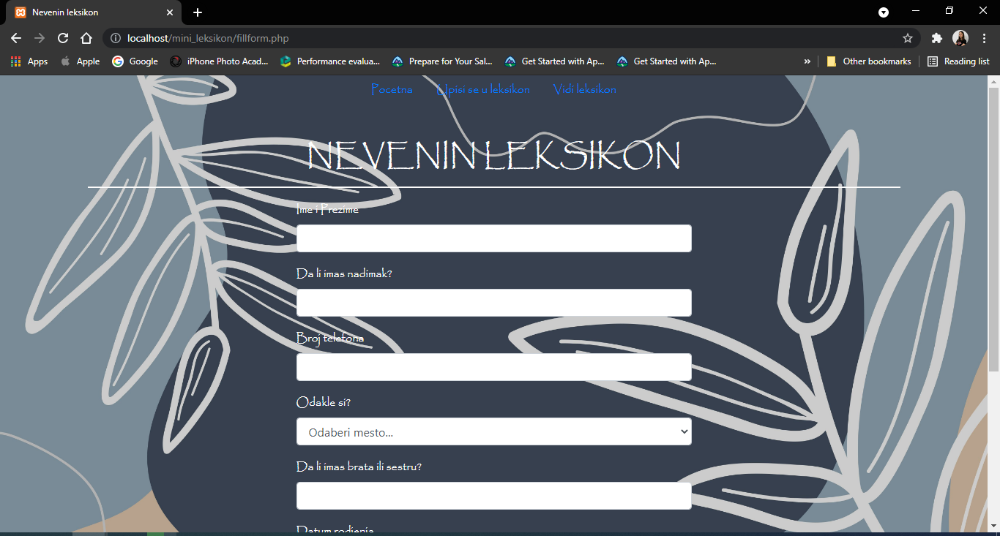 Nevenin leksikon
localhost/mini_leksikon/fillform.php
Apps Apple Google iPhone Photo Acad... Performance evalua... Prepare for Your Sal... Get Started with Ap... Get Started with Ap... » Other bookmarks Reading list
Pocetna Upisi se u leksikon Vidi leksikon
NEVENIN LEKSIKON
Ime i Prezime
Da li imas nadimak?
Broj telefona
Odakle si?
Odaberi mesto...
Da li imas brata ili sestru?
Datum rodjenja